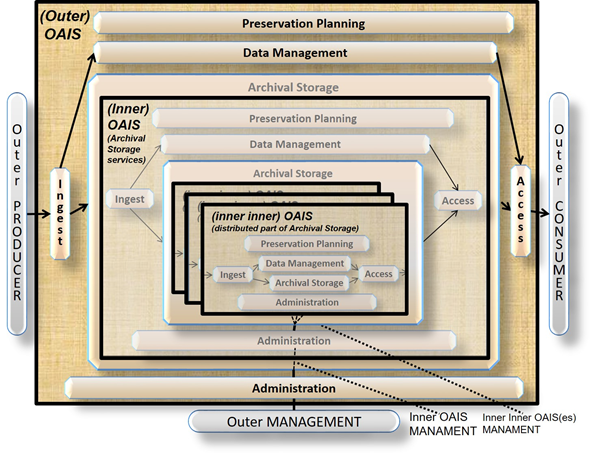 (Outer)
OAIS
Preservation Planning
Data Management
Archival Storage
(Inner)
OAIS
(Archival
Storage
services)
Preservation Planning
Data Management
Archival Storage
Ingest
Access
OAIS
(inner inner) OAIS
(distributed part of Archival Storage)
Preservation Planning
Data Management
Ingest
Access
Archival Storage
Administration
Administration
Administration
Outer PRODUCER
Ingest
Access
Outer CONSUMER
Outer MANAGEMENT
Inner OAIS
MANAMENT
Inner Inner OAIS(es)
MANAMENT